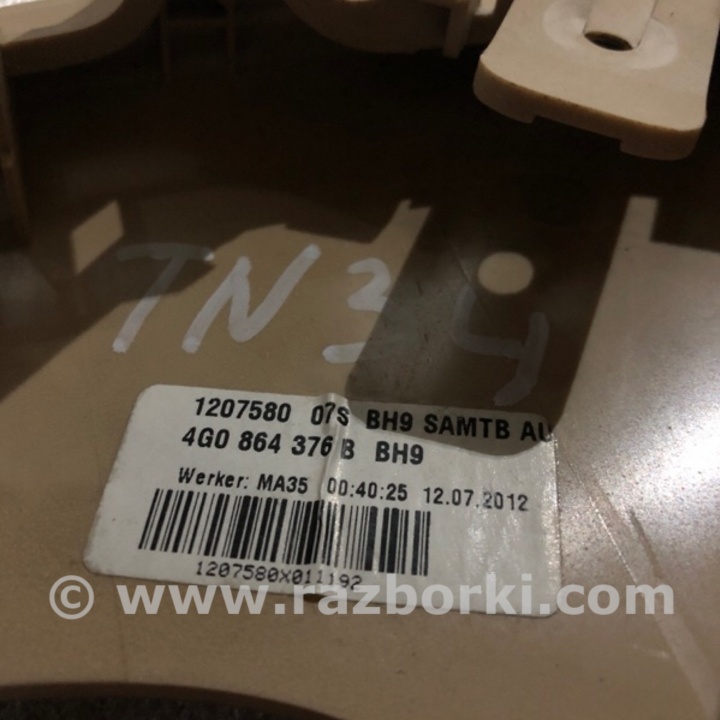 TN34
1207580 07S BH9 SAMTB AU
4G0 864 376 B BH9
Werker: MA35 00:40:25 12.07.2012
1207580X011192
© www.razborki.com